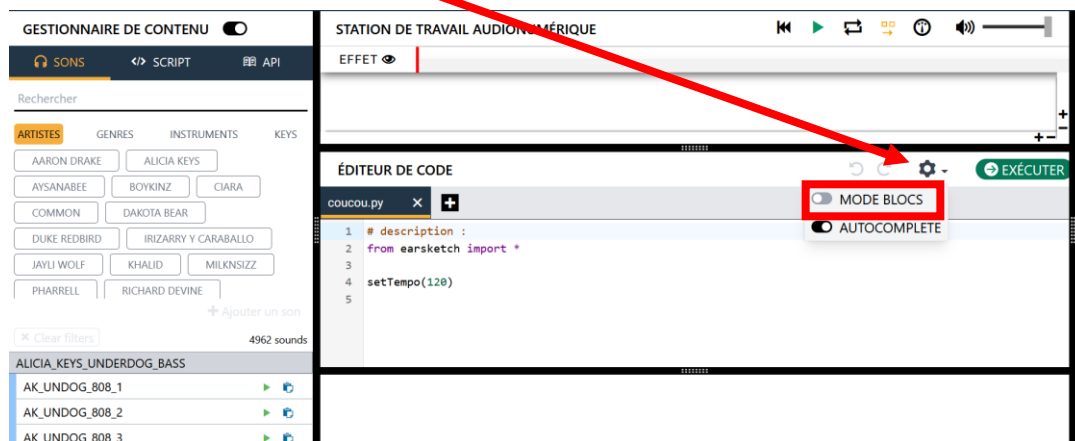 GESTIONNAIRE DE CONTENU
SONS
</> SCRIPT
API
Rechercher
ARTISTES GENRES INSTRUMENTS KEYS
AARON DRAKE ALICIA KEYS
AYSANABEE BOYKINZ CIARA
COMMON DAKOTA BEAR
DUKE REDBIRD IRIZARRY Y CARABALLO
JAYLI WOLF KHALID MILKNSIZZ
PHARRELL RICHARD DEVINE
+ Ajouter un son
× Clear filters 4962 sounds
ALICIA_KEYS_UNDERDOG_BASS
AK_UNDOG_808_1
AK_UNDOG_808_2
AK_UNDOG_808_3
STATION DE TRAVAIL AUDIONUMÉRIQUE
EFFET
ÉDITEUR DE CODE
EXÉCUTER
coucou.py
MODE BLOCS
AUTOCOMPLETE
1 # description :
2 from earsketch import *
3
4 setTempo(120)
5